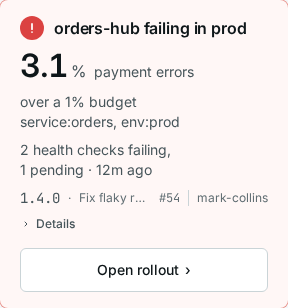 ! orders-hub failing in prod
3.1 % payment errors
over a 1% budget
service:orders, env:prod
2 health checks failing,
1 pending · 12m ago
1.4.0 · Fix flaky r... #54 mark-collins
› Details
Open rollout ›